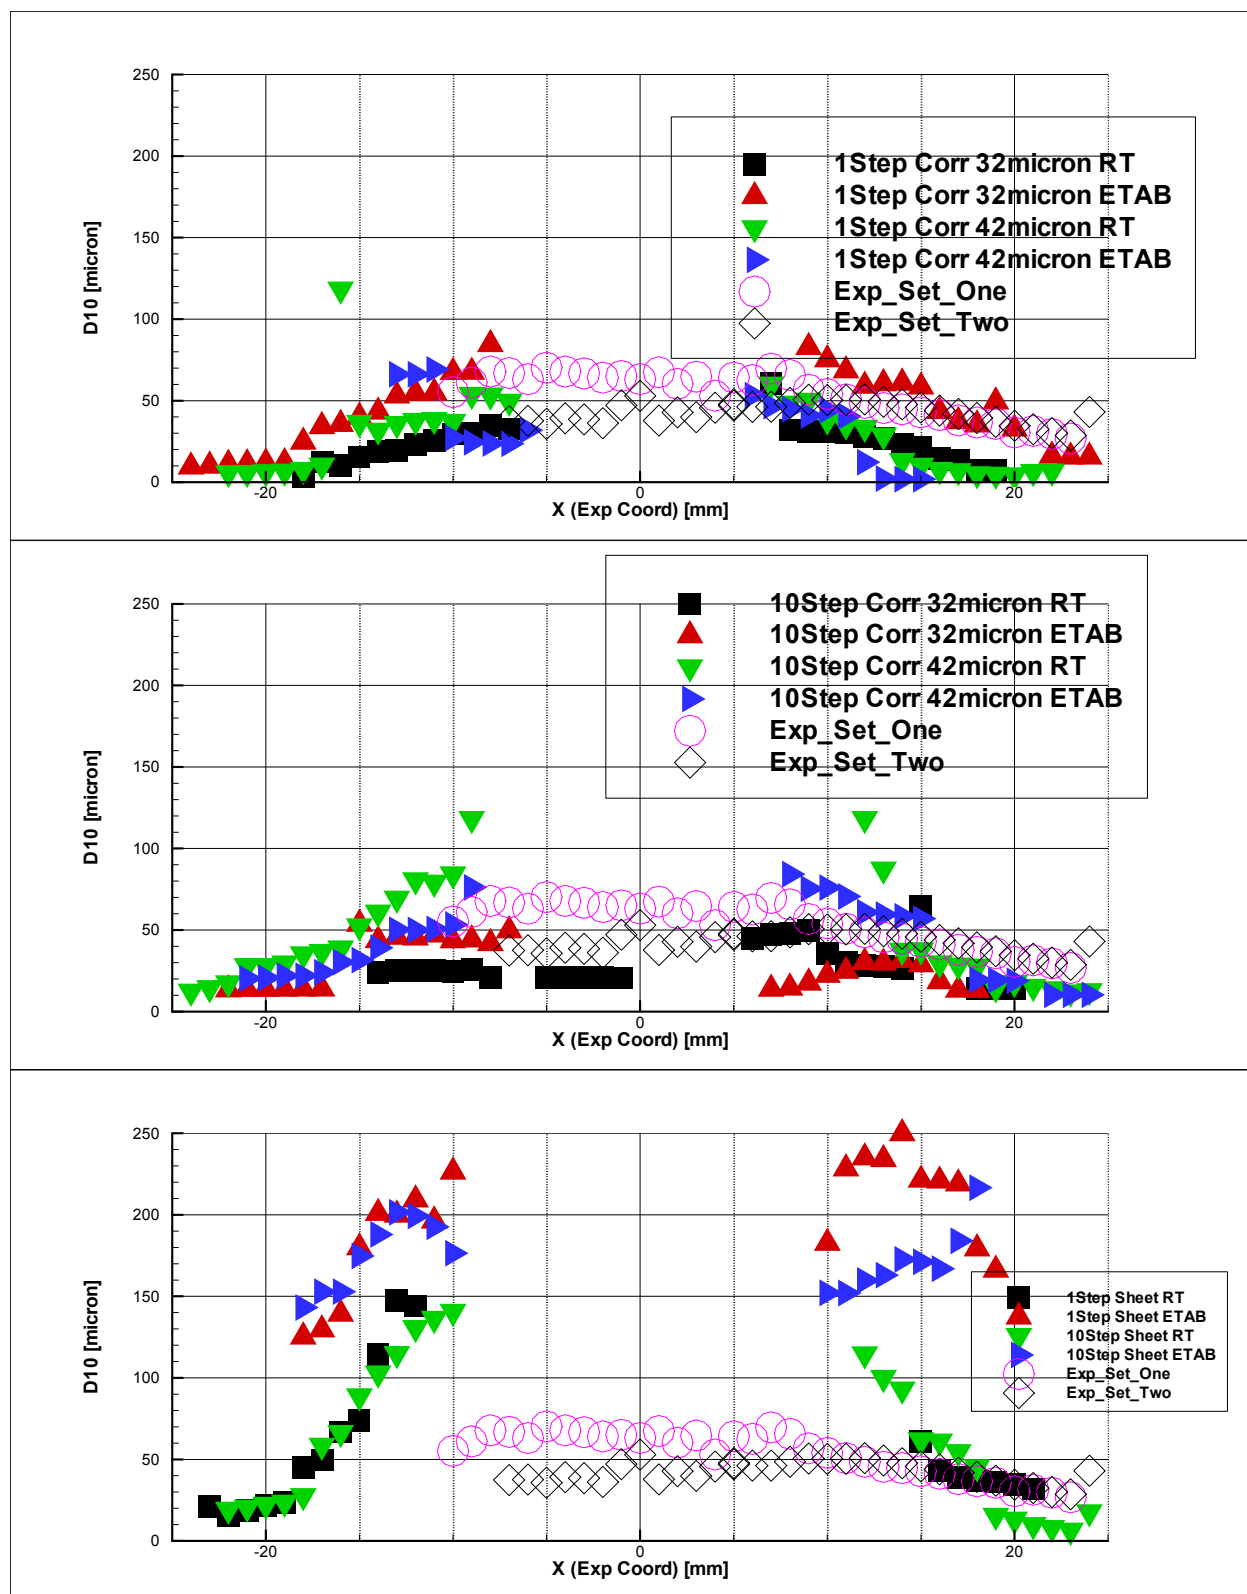 250
200
150
100
50
0
D10 [micron]
-20
0
20
X (Exp Coord) [mm]
1Step Corr 32micron RT
1Step Corr 32micron ETAB
1Step Corr 42micron RT
1Step Corr 42micron ETAB
Exp_Set_One
Exp_Set_Two
250
200
150
100
50
0
D10 [micron]
-20
0
20
X (Exp Coord) [mm]
10Step Corr 32micron RT
10Step Corr 32micron ETAB
10Step Corr 42micron RT
10Step Corr 42micron ETAB
Exp_Set_One
Exp_Set_Two
250
200
150
100
50
0
D10 [micron]
-20
0
20
X (Exp Coord) [mm]
1Step Sheet RT
1Step Sheet ETAB
10Step Sheet RT
10Step Sheet ETAB
Exp_Set_One
Exp_Set_Two